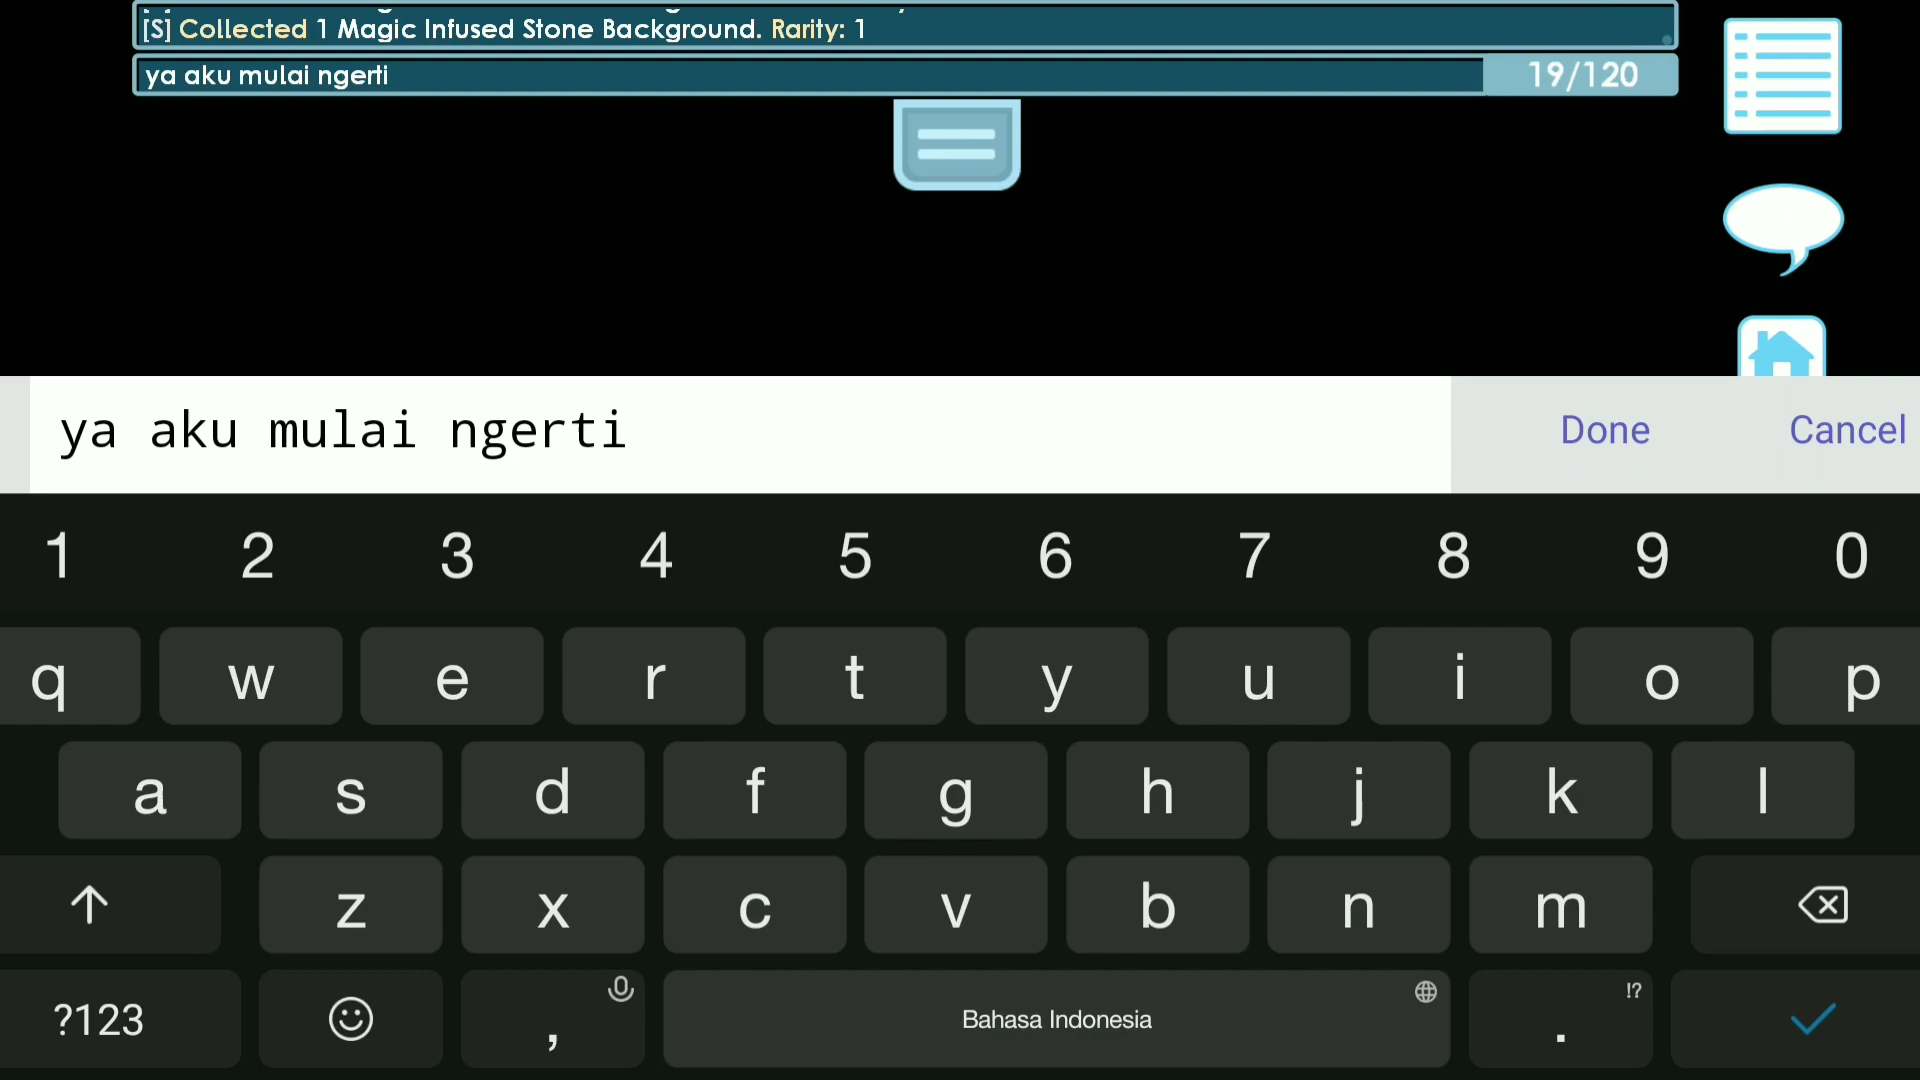 [S] Collected 1 Magic Infused Stone Background. Rarity: 1
ya aku mulai ngerti 19/120
ya aku mulai ngerti Done Cancel
1 2 3 4 5 6 7 8 9 0
q w e r t y u i o p
a s d f g h j k l
z x c v b n m
?123 , Bahasa Indonesia !? .